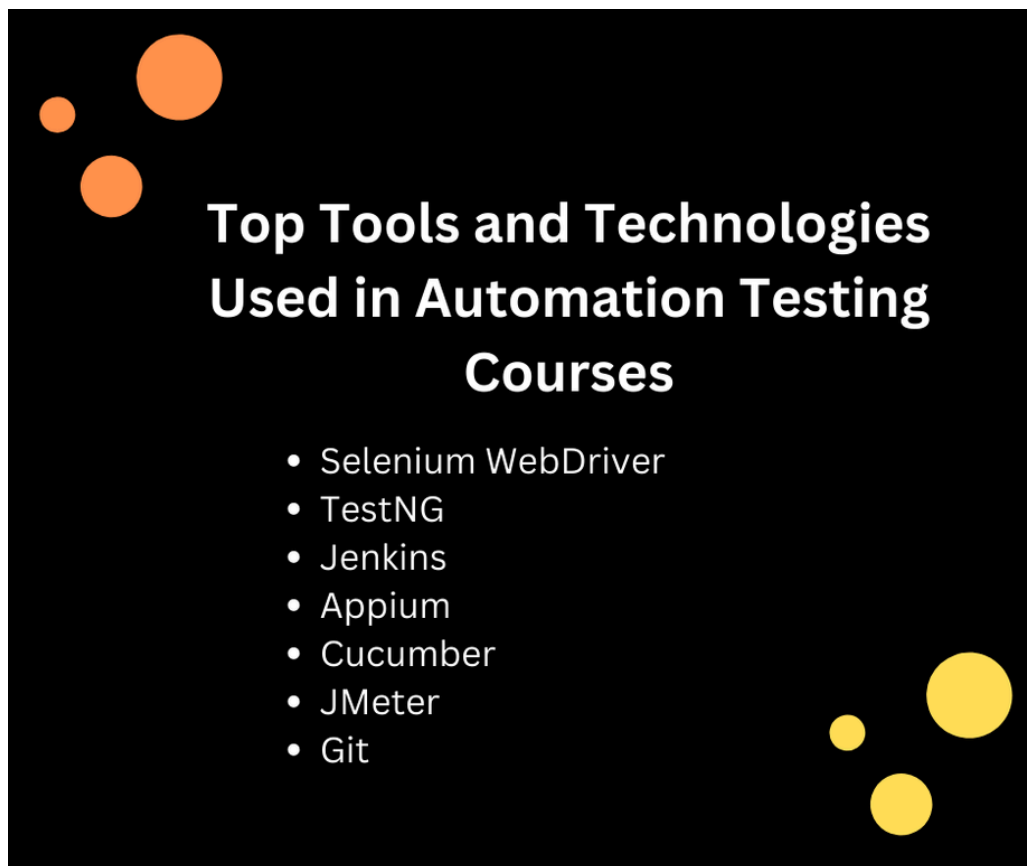 Top Tools and Technologies
Used in Automation Testing
Courses
• Selenium WebDriver
• TestNG
• Jenkins
• Appium
• Cucumber
• JMeter
• Git